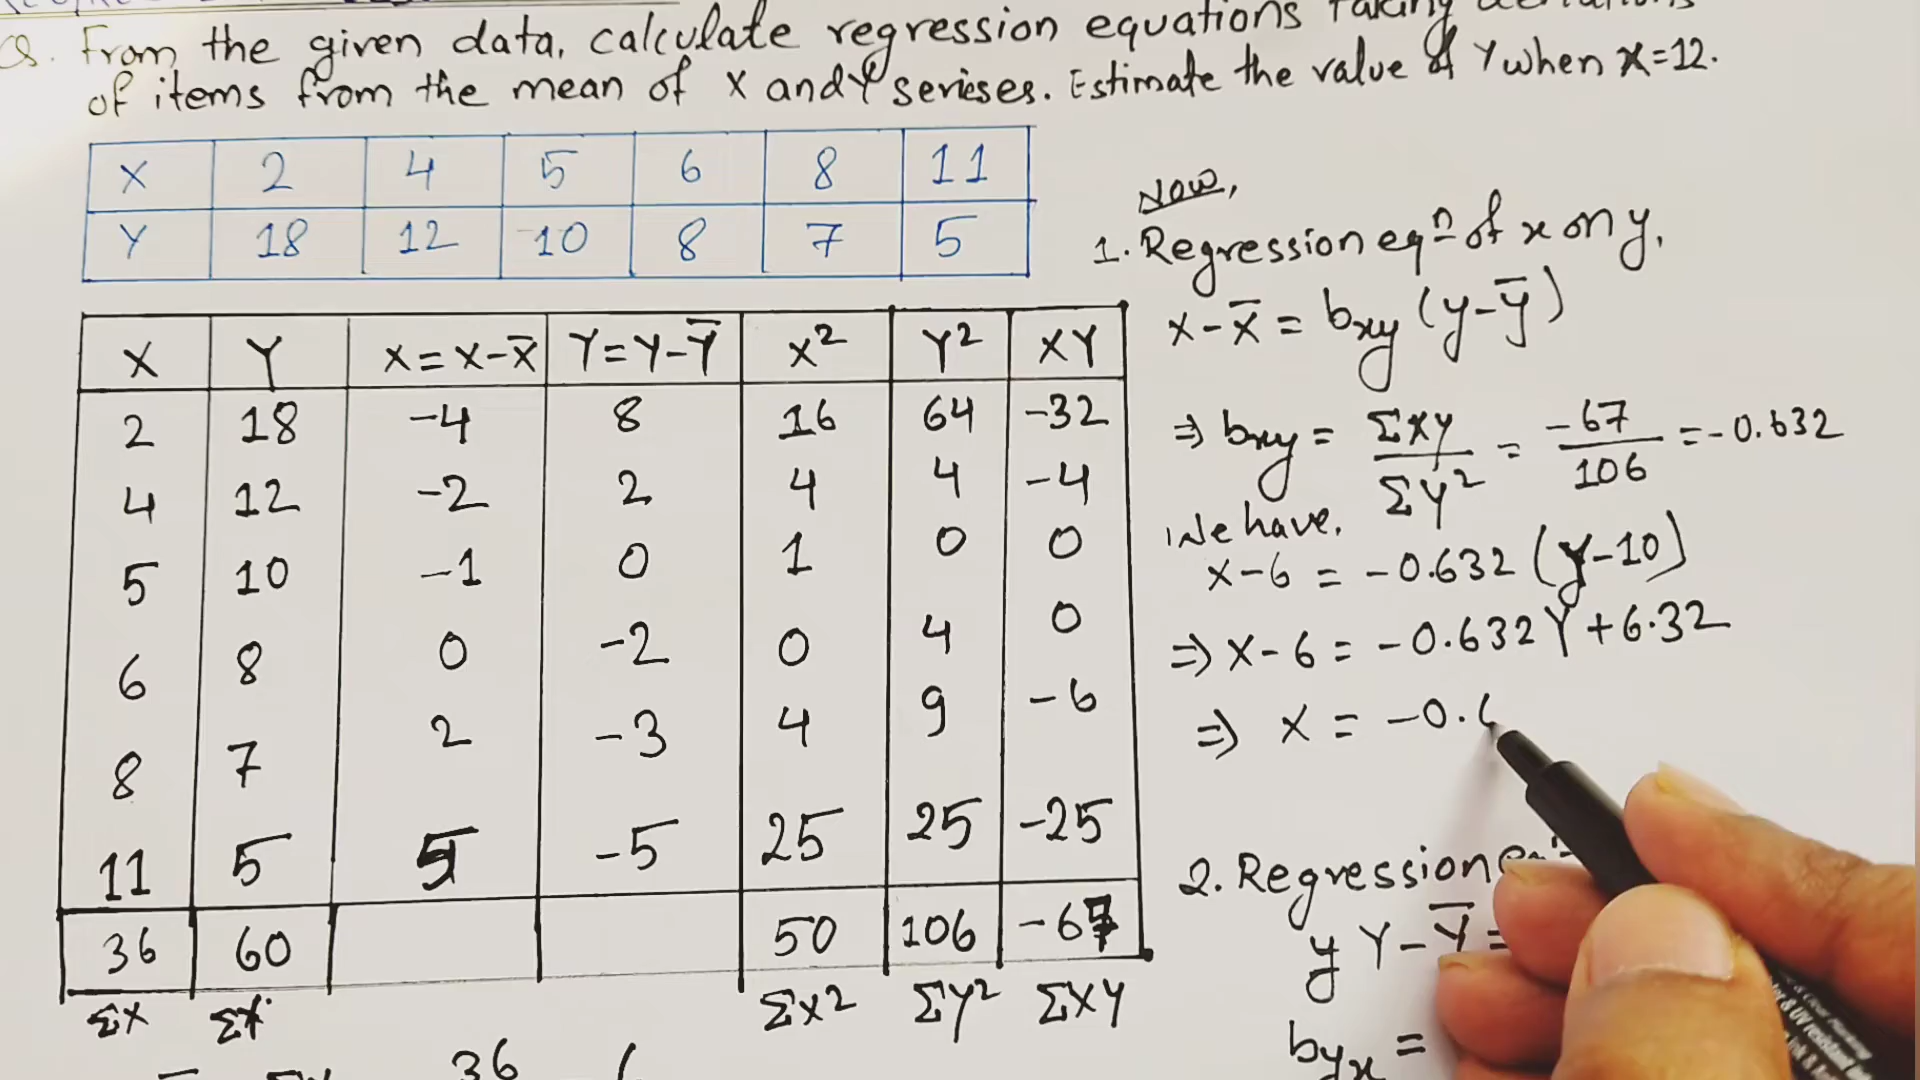 Q. From the given data, calculate regression equations taking
of items from the mean of X and Y serieses. Estimate the value of Y when x=12.
X 2 4 5 6 8 11
Y 18 12 10 8 7 5
X Y X=X-X̅ Y=Y-Y̅ X² Y² XY
2 18 -4 8 16 64 -32
4 12 -2 2 4 4 -4
5 10 -1 0 1 0 0
6 8 0 -2 0 4 0
8 7 2 -3 4 9 -6
11 5 5 -5 25 25 -25
36 60 50 106 -67
ΣX ΣY ΣX² ΣY² ΣXY
36
Now,
1. Regression eqⁿ of x on y,
X-X̅ = bxy (y-y̅)
⇒ bxy = ΣXY/ΣY² = -67/106 = -0.632
We have,
X-6 = -0.632 (y-10)
⇒ X-6 = -0.632Y+6.32
⇒ X = -0.6
2. Regression
y Y-Y̅ =
byx =